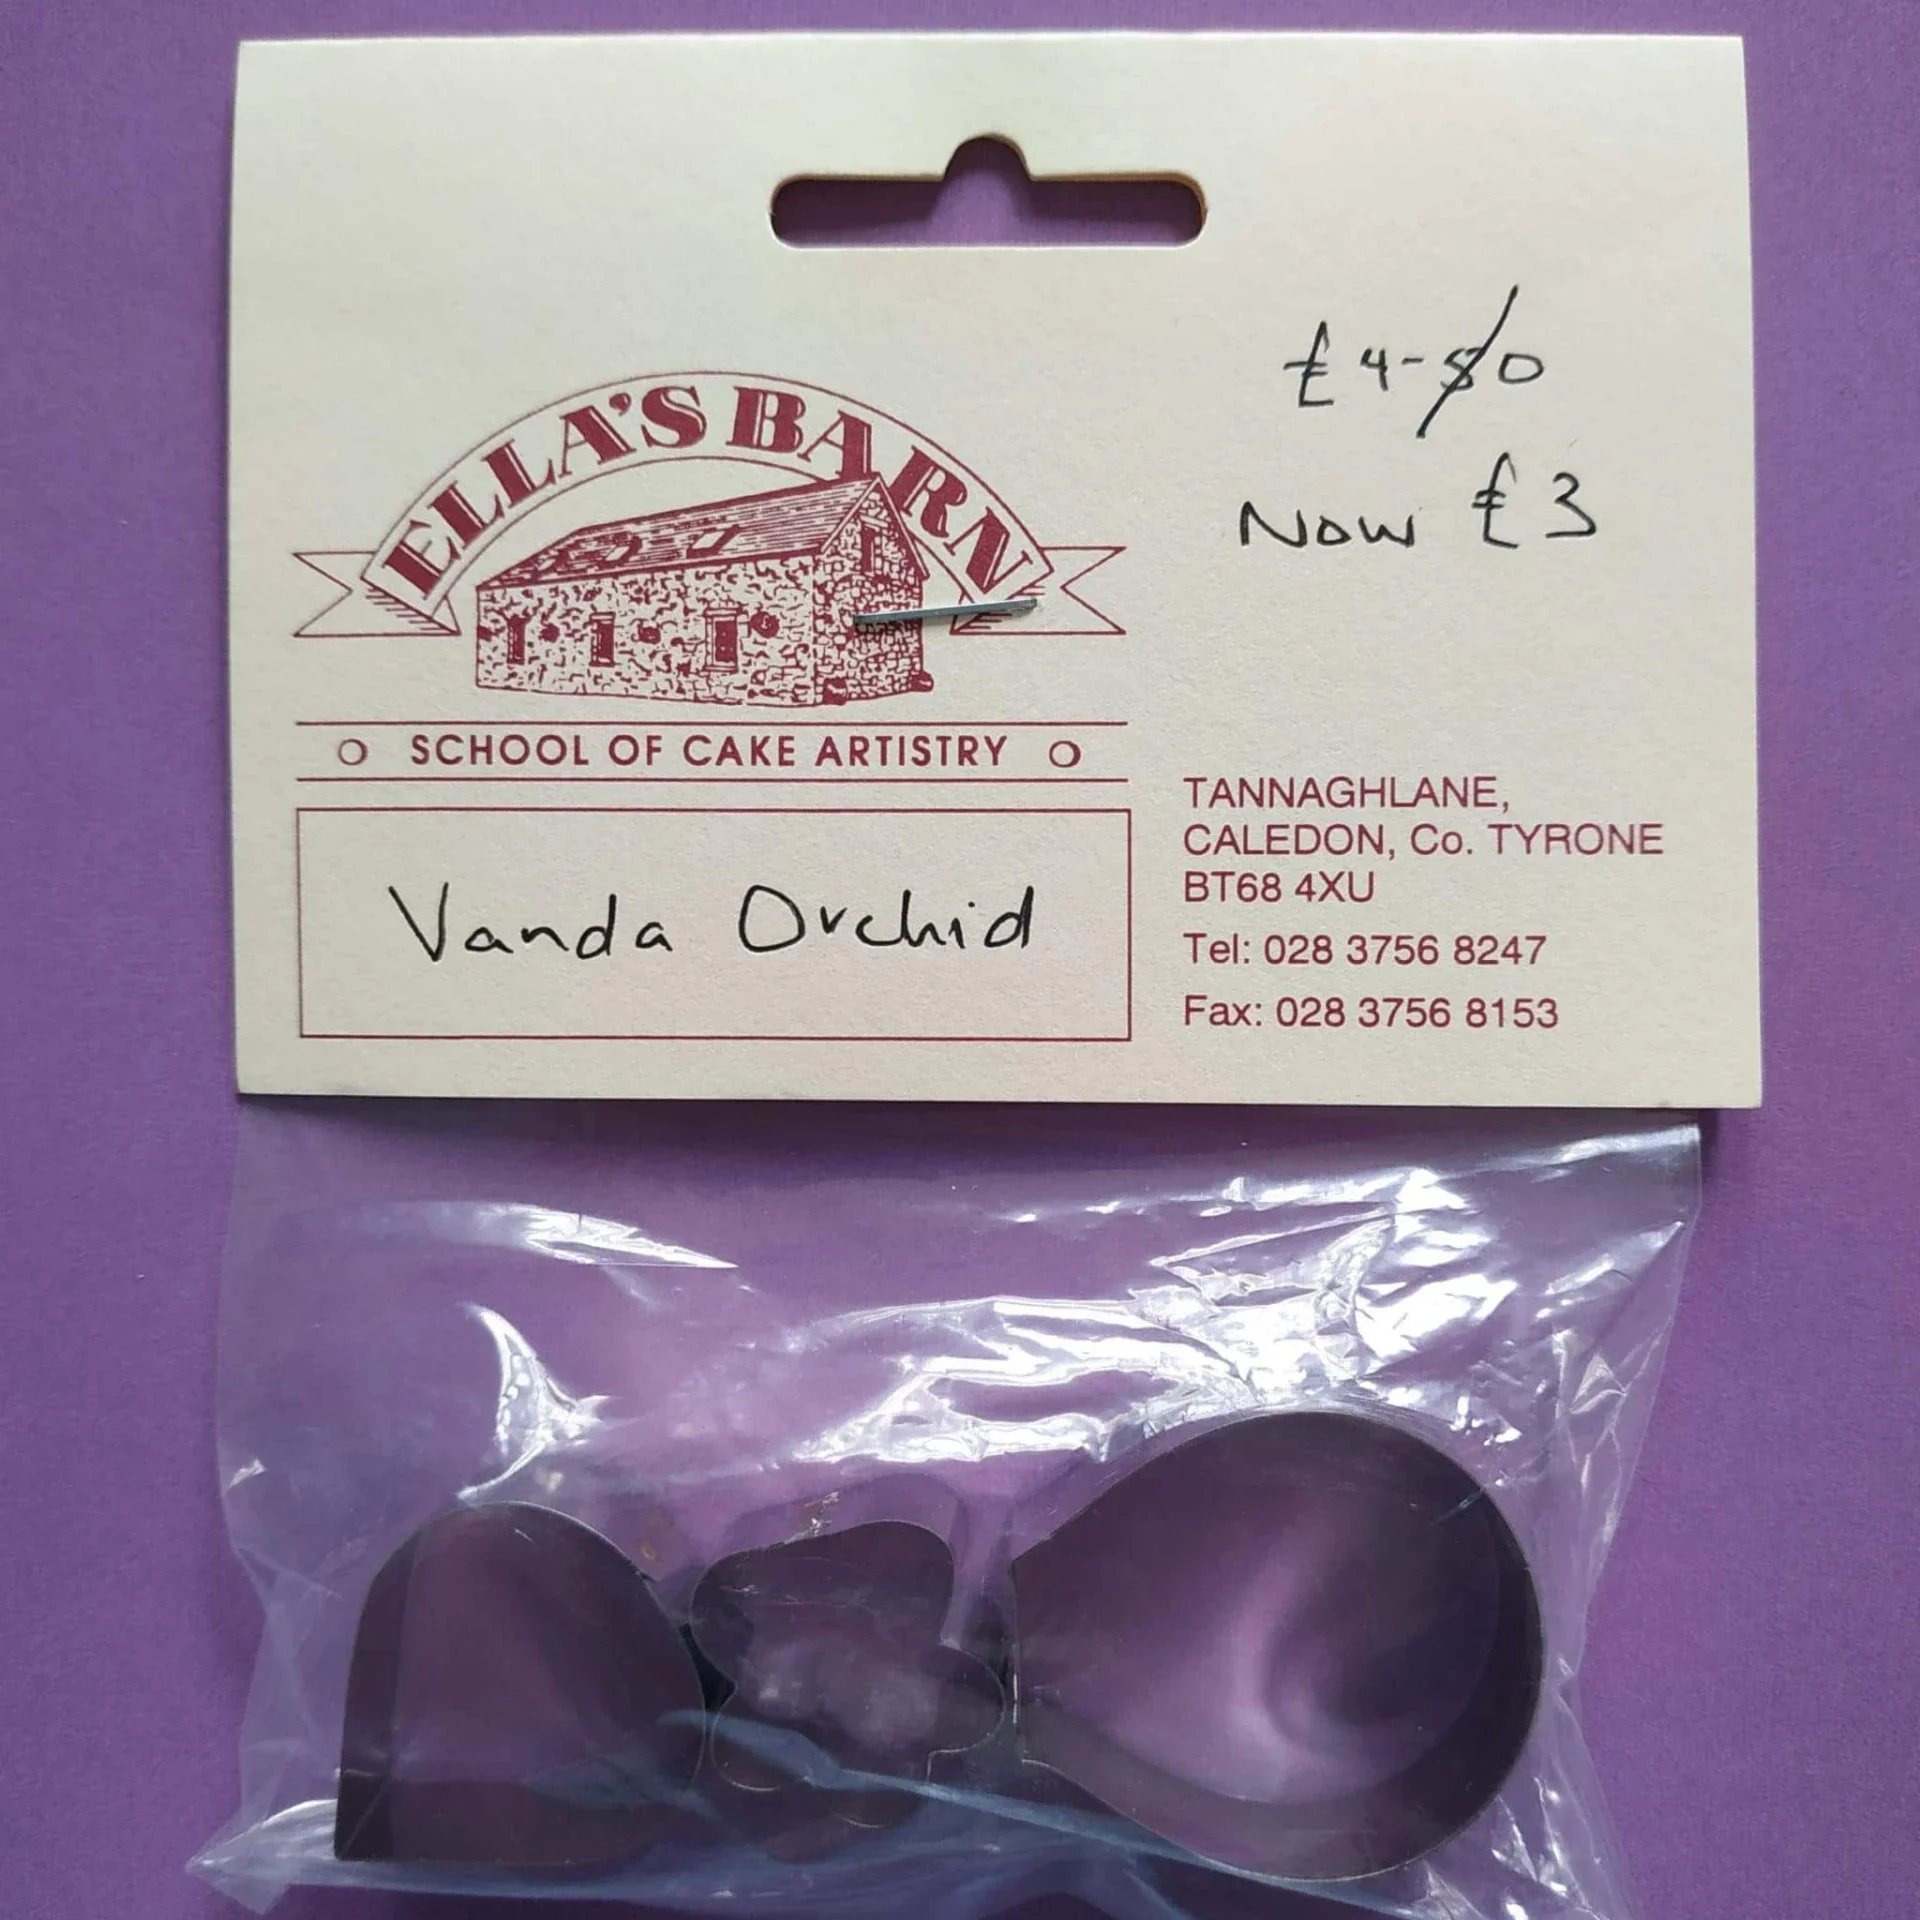 £4-50
Now £3
ELLA'S BARN
O SCHOOL OF CAKE ARTISTRY O
Vanda Orchid
TANNAGHLANE,
CALEDON, Co. TYRONE
BT68 4XU
Tel: 028 3756 8247
Fax: 028 3756 8153